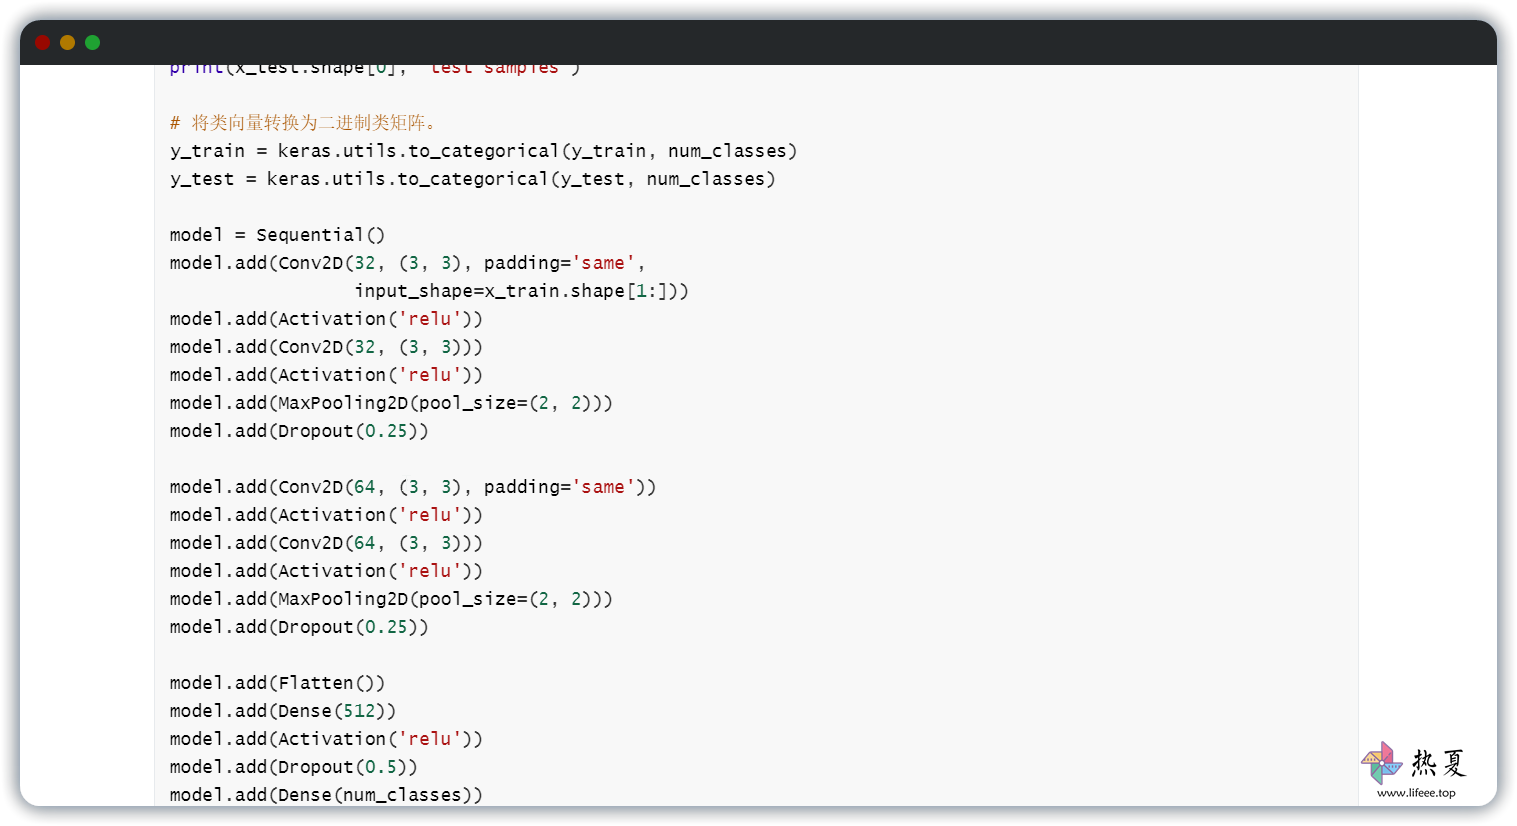 print(x_test.shape[0], 'test samples')
# 将类向量转换为二进制类矩阵。
y_train = keras.utils.to_categorical(y_train, num_classes)
y_test = keras.utils.to_categorical(y_test, num_classes)
model = Sequential()
model.add(Conv2D(32, (3, 3), padding='same',
input_shape=x_train.shape[1:]))
model.add(Activation('relu'))
model.add(Conv2D(32, (3, 3)))
model.add(Activation('relu'))
model.add(MaxPooling2D(pool_size=(2, 2)))
model.add(Dropout(0.25))
model.add(Conv2D(64, (3, 3), padding='same'))
model.add(Activation('relu'))
model.add(Conv2D(64, (3, 3)))
model.add(Activation('relu'))
model.add(MaxPooling2D(pool_size=(2, 2)))
model.add(Dropout(0.25))
model.add(Flatten())
model.add(Dense(512))
model.add(Activation('relu'))
model.add(Dropout(0.5))
model.add(Dense(num_classes))
热夏
www.lifeee.top